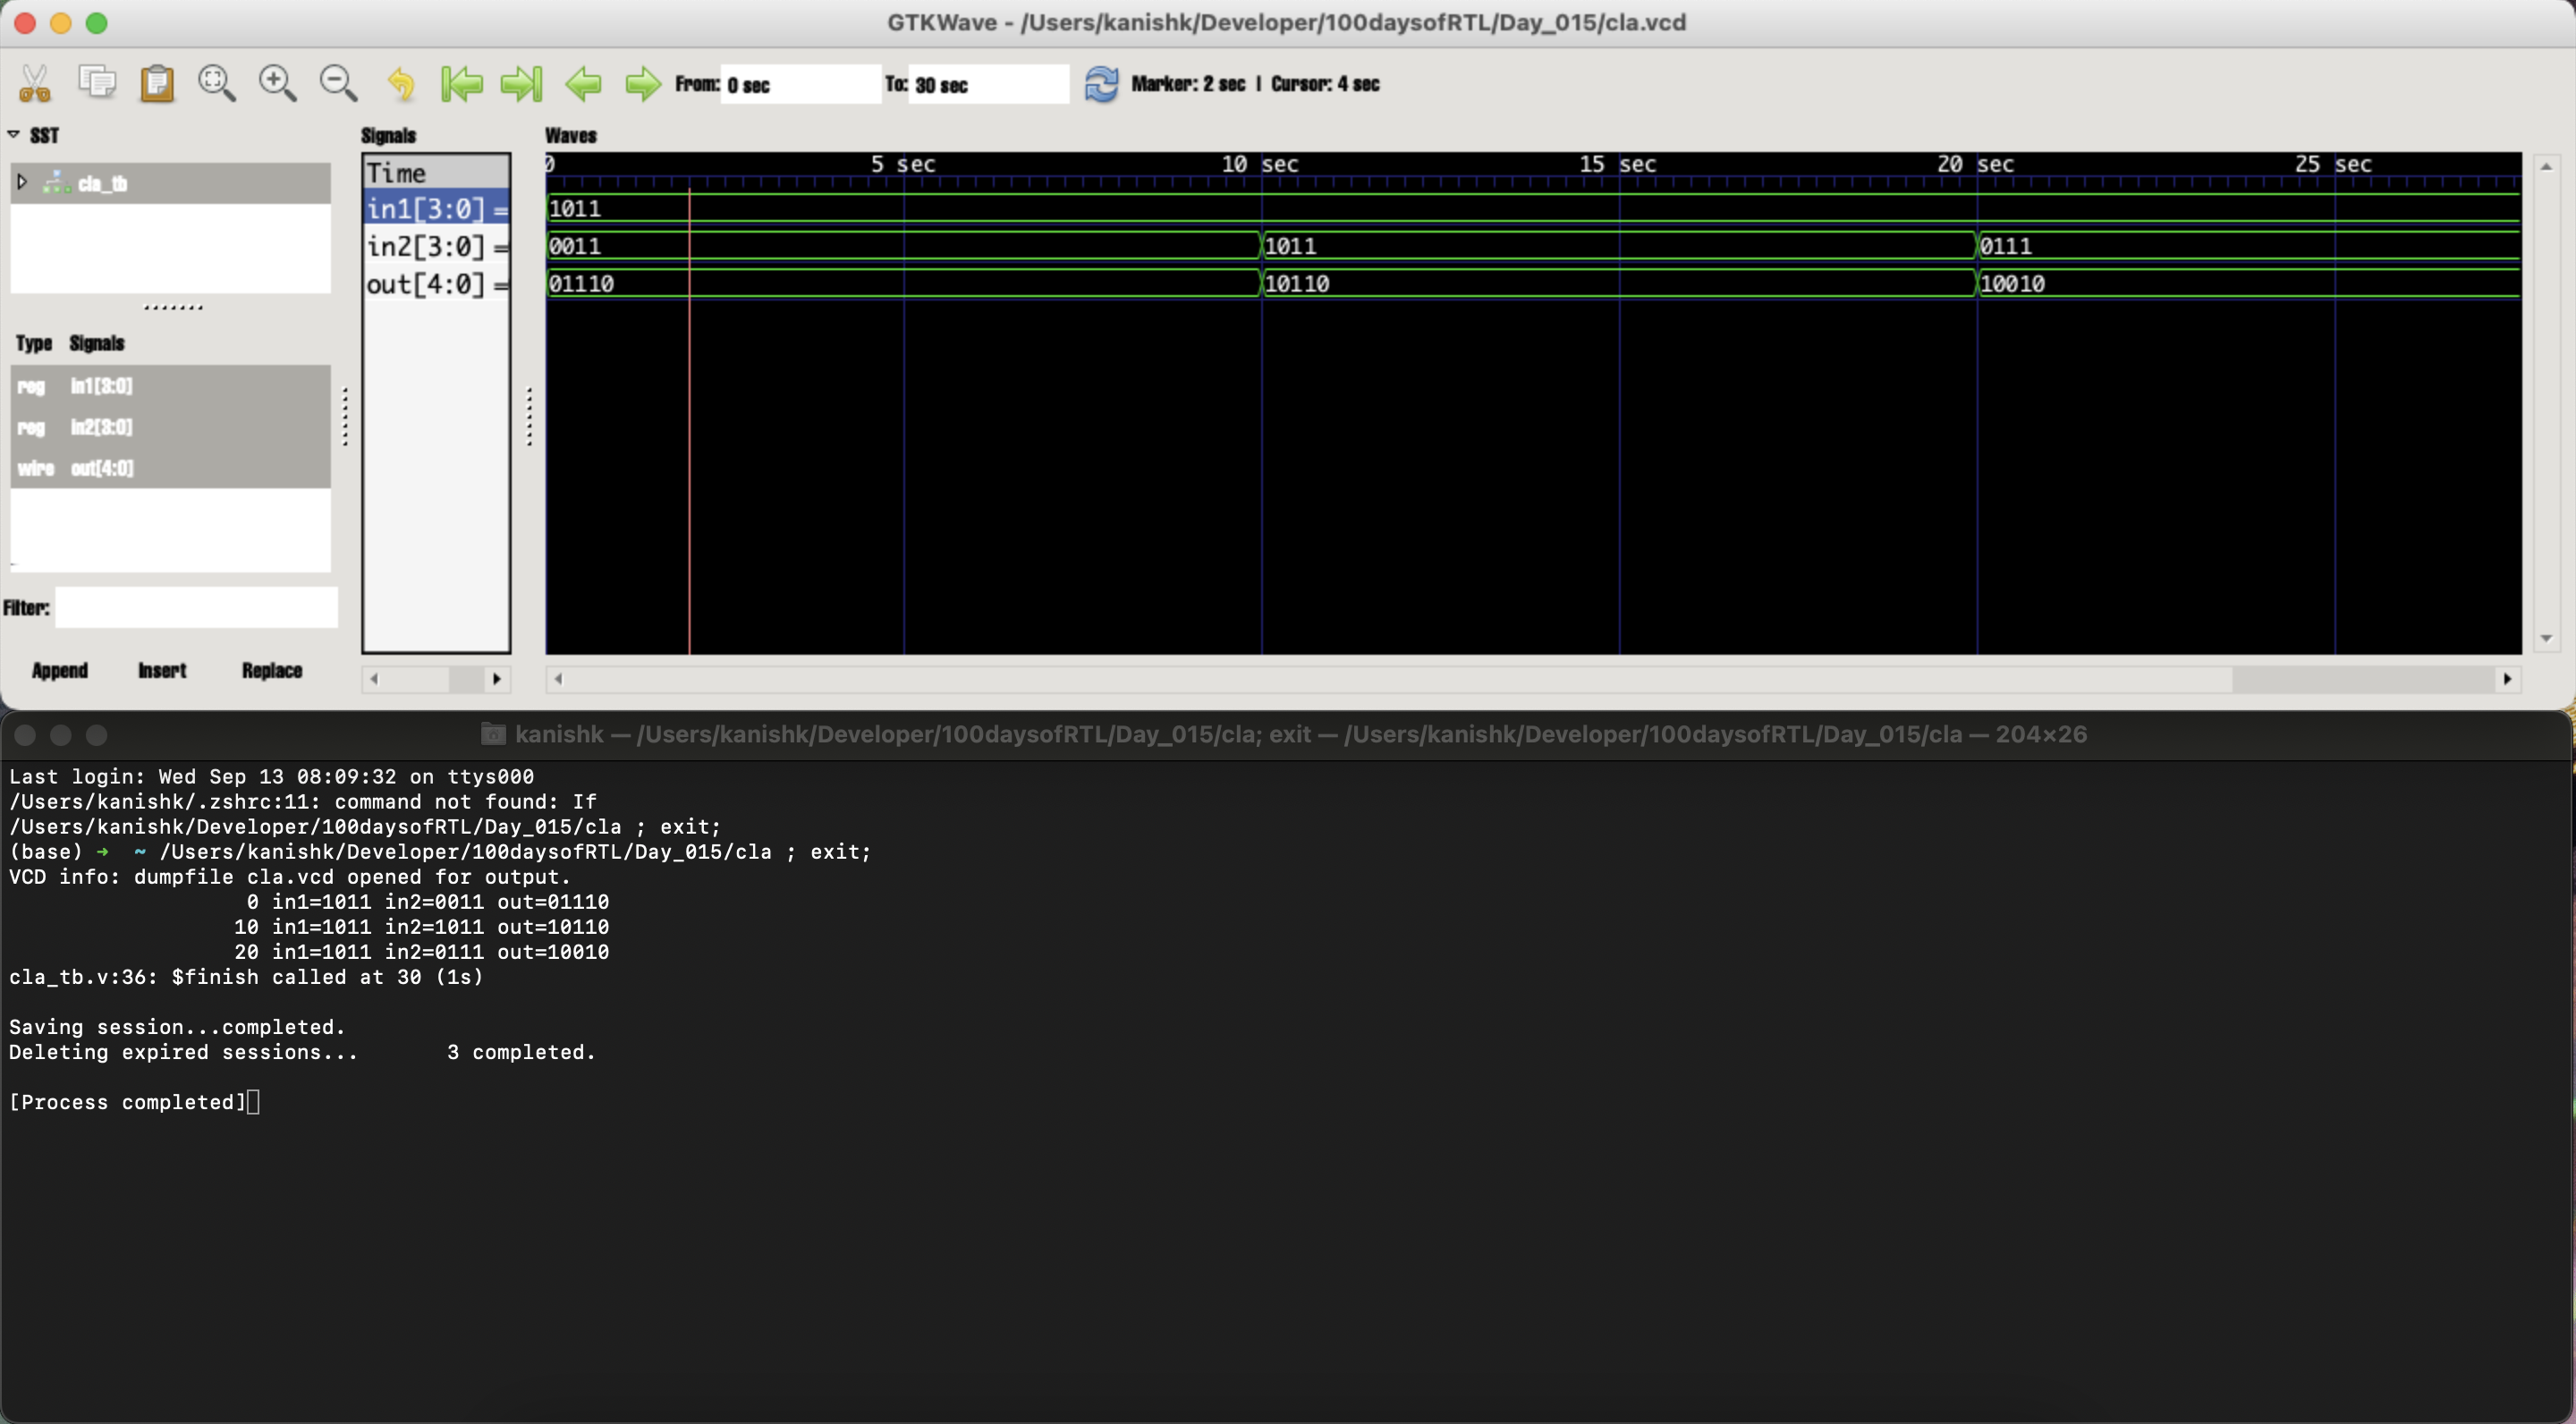 GTKWave - /Users/kanishk/Developer/100daysofRTL/Day_015/cla.vcd
From: 0 sec To: 30 sec Marker: 2 sec | Cursor: 4 sec
SST
cla_tb
Type Signals
reg in1[3:0]
reg in2[3:0]
wire out[4:0]
Filter:
Append Insert Replace
Signals
Time
in1[3:0] =
in2[3:0] =
out[4:0] =
Waves
0 5 sec 10 sec 15 sec 20 sec 25 sec
1011
0011 1011 0111
01110 10110 10010
kanishk — /Users/kanishk/Developer/100daysofRTL/Day_015/cla; exit — /Users/kanishk/Developer/100daysofRTL/Day_015/cla — 204×26
Last login: Wed Sep 13 08:09:32 on ttys000
/Users/kanishk/.zshrc:11: command not found: If
/Users/kanishk/Developer/100daysofRTL/Day_015/cla ; exit;
(base) ➜ ~ /Users/kanishk/Developer/100daysofRTL/Day_015/cla ; exit;
VCD info: dumpfile cla.vcd opened for output.
0 in1=1011 in2=0011 out=01110
10 in1=1011 in2=1011 out=10110
20 in1=1011 in2=0111 out=10010
cla_tb.v:36: $finish called at 30 (1s)
Saving session...completed.
Deleting expired sessions... 3 completed.
[Process completed]